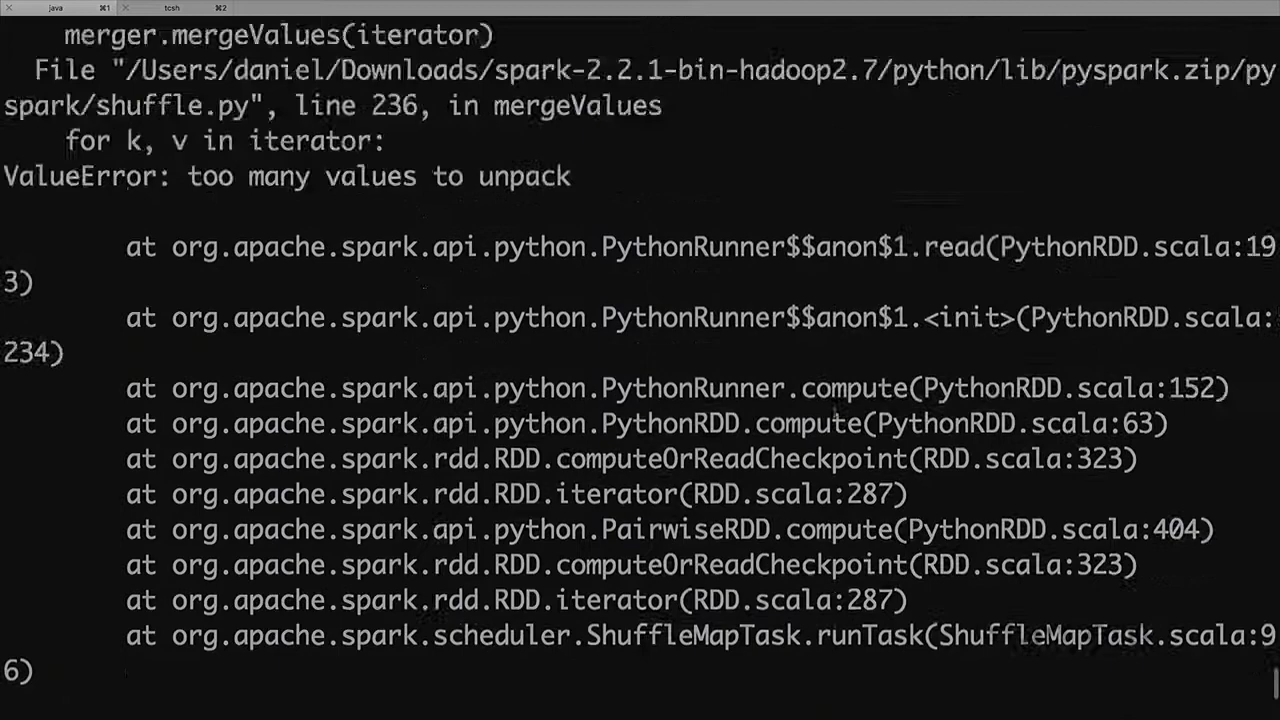 java ⌘1 tcsh ⌘2
merger.mergeValues(iterator)
File "/Users/daniel/Downloads/spark-2.2.1-bin-hadoop2.7/python/lib/pyspark.zip/py
spark/shuffle.py", line 236, in mergeValues
for k, v in iterator:
ValueError: too many values to unpack
at org.apache.spark.api.python.PythonRunner$$anon$1.read(PythonRDD.scala:19
3)
at org.apache.spark.api.python.PythonRunner$$anon$1.<init>(PythonRDD.scala:
234)
at org.apache.spark.api.python.PythonRunner.compute(PythonRDD.scala:152)
at org.apache.spark.api.python.PythonRDD.compute(PythonRDD.scala:63)
at org.apache.spark.rdd.RDD.computeOrReadCheckpoint(RDD.scala:323)
at org.apache.spark.rdd.RDD.iterator(RDD.scala:287)
at org.apache.spark.api.python.PairwiseRDD.compute(PythonRDD.scala:404)
at org.apache.spark.rdd.RDD.computeOrReadCheckpoint(RDD.scala:323)
at org.apache.spark.rdd.RDD.iterator(RDD.scala:287)
at org.apache.spark.scheduler.ShuffleMapTask.runTask(ShuffleMapTask.scala:9
6)